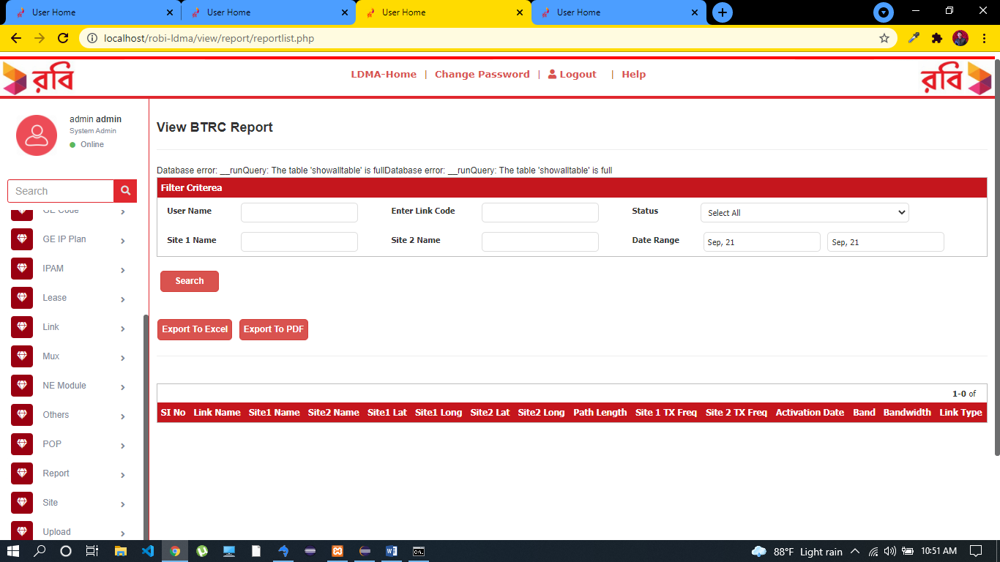 User Home User Home User Home User Home
localhost/robi-ldma/view/report/reportlist.php
রবি LDMA-Home | Change Password | Logout | Help রবি
admin admin
System Admin
Online
Search
GE Code
GE IP Plan
IPAM
Lease
Link
Mux
NE Module
Others
POP
Report
Site
Upload
View BTRC Report
Database error: __runQuery: The table 'showalltable' is fullDatabase error: __runQuery: The table 'showalltable' is full
Filter Criterea
User Name Enter Link Code Status Select All
Site 1 Name Site 2 Name Date Range Sep, 21 Sep, 21
Search
Export To Excel Export To PDF
1-0 of
SI No Link Name Site1 Name Site2 Name Site1 Lat Site1 Long Site2 Lat Site2 Long Path Length Site 1 TX Freq Site 2 TX Freq Activation Date Band Bandwidth Link Type
88°F Light rain 10:51 AM